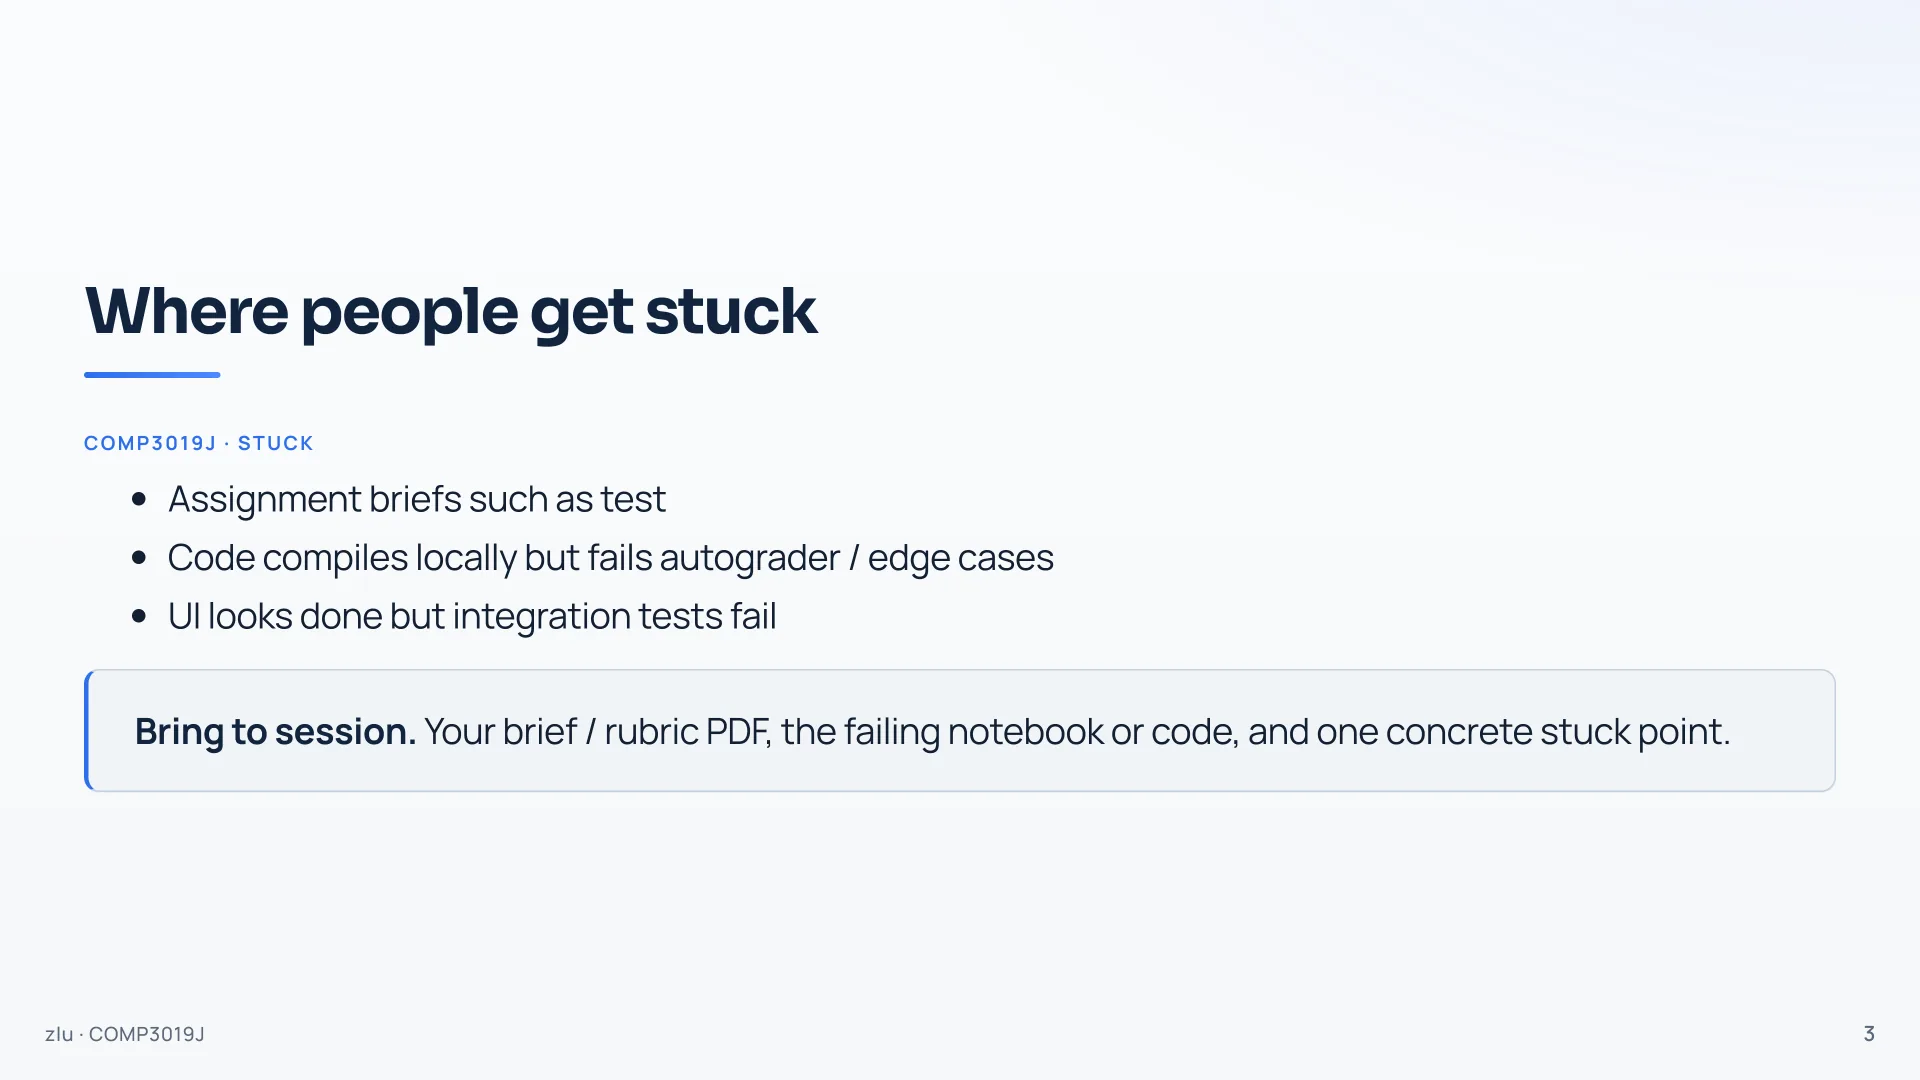 Where people get stuck
COMP3019J · STUCK
Assignment briefs such as test
Code compiles locally but fails autograder / edge cases
UI looks done but integration tests fail
Bring to session. Your brief / rubric PDF, the failing notebook or code, and one concrete stuck point.
zlu · COMP3019J
3